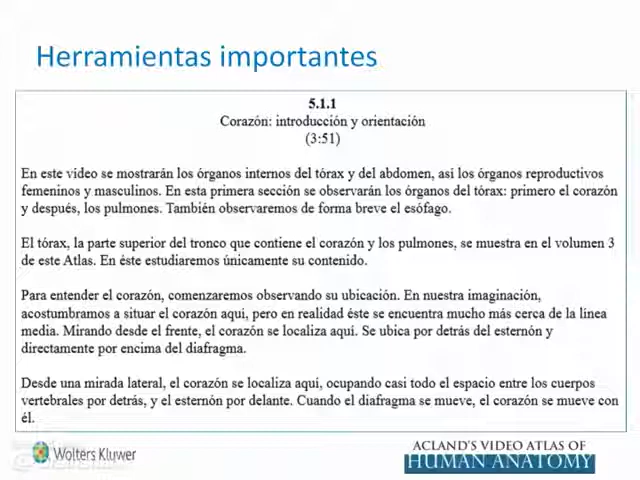 Herramientas importantes
5.1.1
Corazón: introducción y orientación
(3:51)
En este vídeo se mostrarán los órganos internos del tórax y del abdomen, así los órganos reproductivos
femeninos y masculinos. En esta primera sección se observarán los órganos del tórax: primero el corazón
y después, los pulmones. También observaremos de forma breve el esófago.
El tórax, la parte superior del tronco que contiene el corazón y los pulmones, se muestra en el volumen 3
de este Atlas. En éste estudiaremos únicamente su contenido.
Para entender el corazón, comenzaremos observando su ubicación. En nuestra imaginación,
acostumbramos a situar el corazón aquí, pero en realidad éste se encuentra mucho más cerca de la línea
media. Mirando desde el frente, el corazón se localiza aquí. Se ubica por detrás del esternón y
directamente por encima del diafragma.
Desde una mirada lateral, el corazón se localiza aquí, ocupando casi todo el espacio entre los cuerpos
vertebrales por detrás, y el esternón por delante. Cuando el diafragma se mueve, el corazón se mueve con
él.
Wolters Kluwer
ACLAND'S VIDEO ATLAS OF
HUMAN ANATOMY